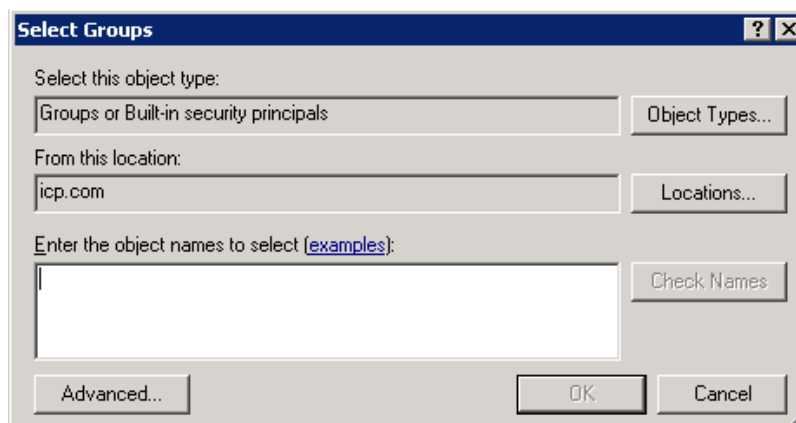 Select Groups
Select this object type:
Groups or Built-in security principals
Object Types...
From this location:
icp.com
Locations...
Enter the object names to select (examples):
Check Names
Advanced...
OK
Cancel